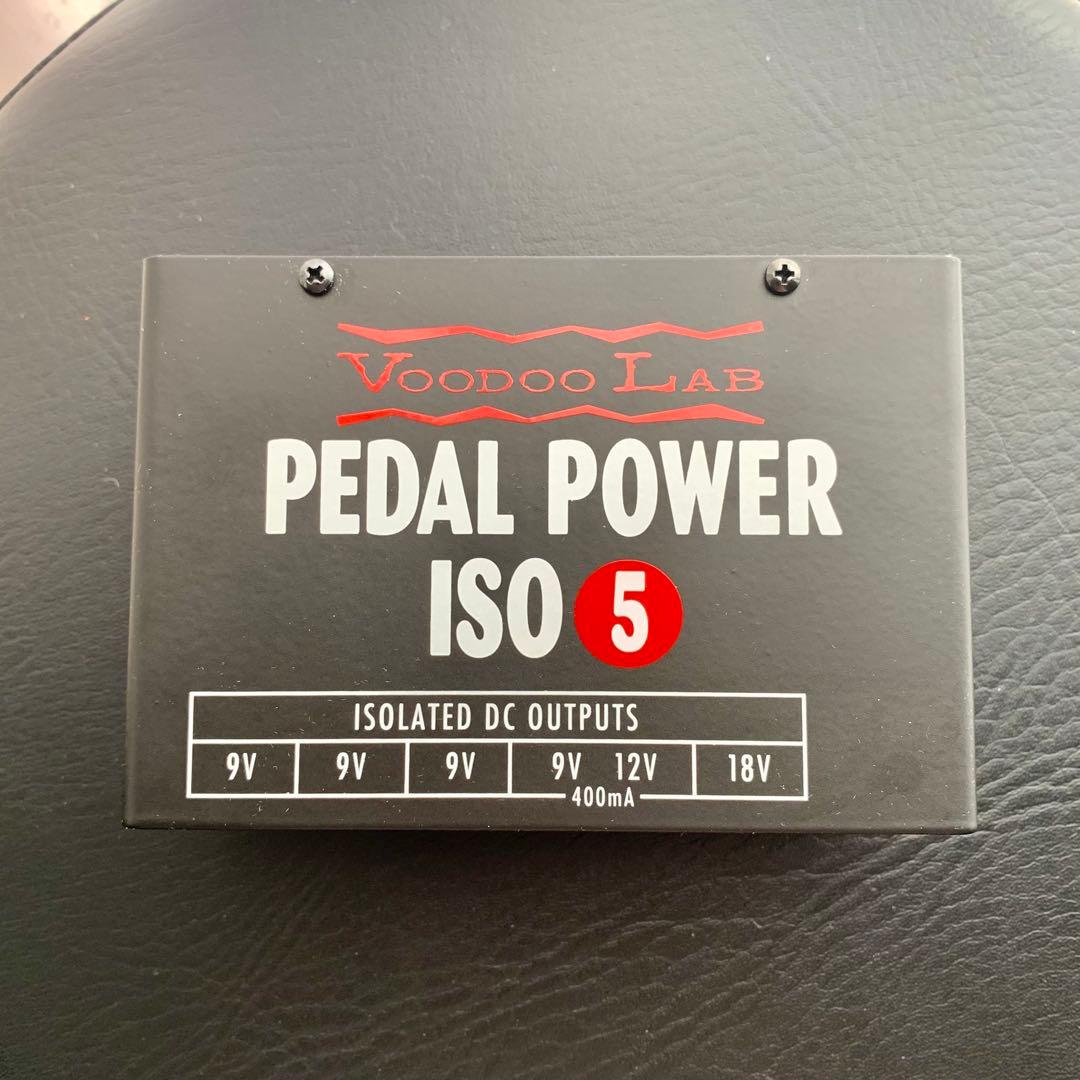 VOODOO LAB
PEDAL POWER
ISO 5
ISOLATED DC OUTPUTS
9V 9V 9V 9V 12V 18V
400mA